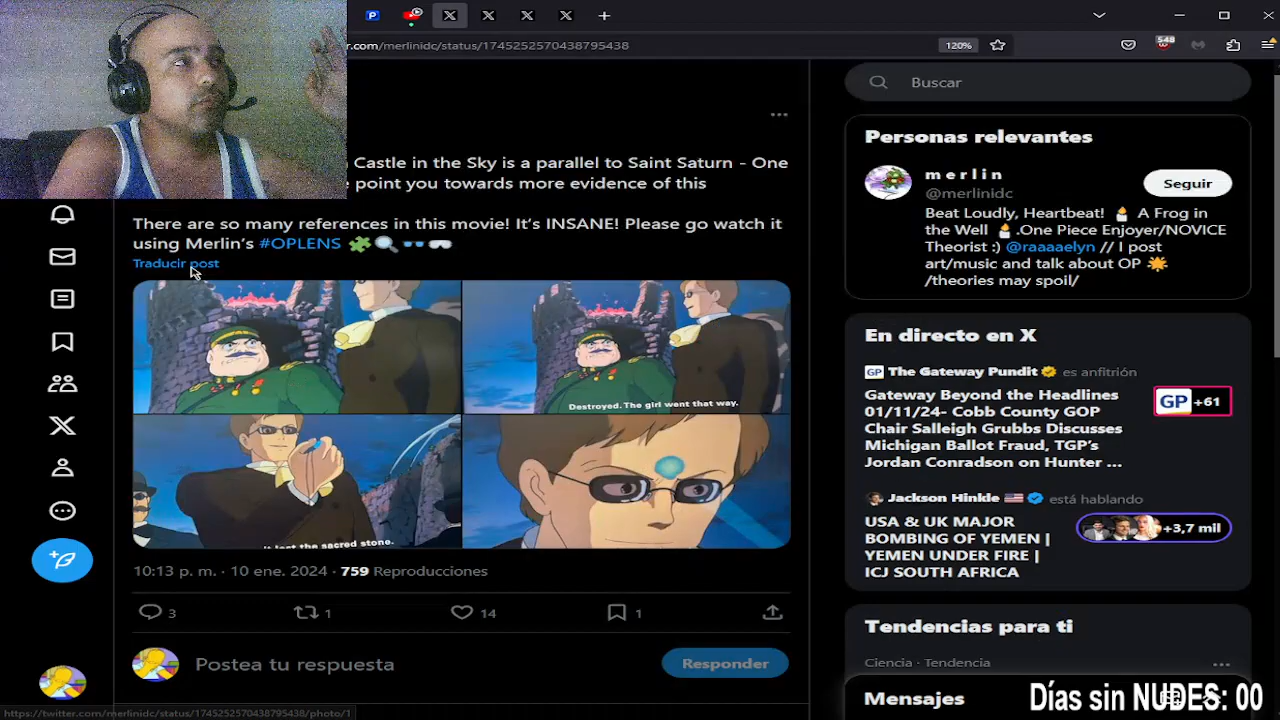 .com/merlinidc/status/1745252570438795438
120%
548
Buscar
Castle in the Sky is a parallel to Saint Saturn - One
point you towards more evidence of this
There are so many references in this movie! It's INSANE! Please go watch it
using Merlin's #OPLENS
Traducir post
Destroyed. The girl went that way.
lost the sacred stone.
10:13 p. m. · 10 ene. 2024 · 759 Reproducciones
3
1
14
1
Postea tu respuesta
Responder
Personas relevantes
m e r l i n
@merlinidc
Seguir
Beat Loudly, Heartbeat! A Frog in
the Well .One Piece Enjoyer/NOVICE
Theorist :) @raaaaelyn // I post
art/music and talk about OP
/theories may spoil/
En directo en X
GP The Gateway Pundit es anfitrión
Gateway Beyond the Headlines
01/11/24- Cobb County GOP
Chair Salleigh Grubbs Discusses
Michigan Ballot Fraud, TGP's
Jordan Conradson on Hunter ...
GP +61
Jackson Hinkle está hablando
USA & UK MAJOR
BOMBING OF YEMEN |
YEMEN UNDER FIRE |
ICJ SOUTH AFRICA
+3,7 mil
Tendencias para ti
Ciencia · Tendencia
Mensajes
Días sin NUDES: 00
https://twitter.com/merlinidc/status/1745252570438795438/photo/1